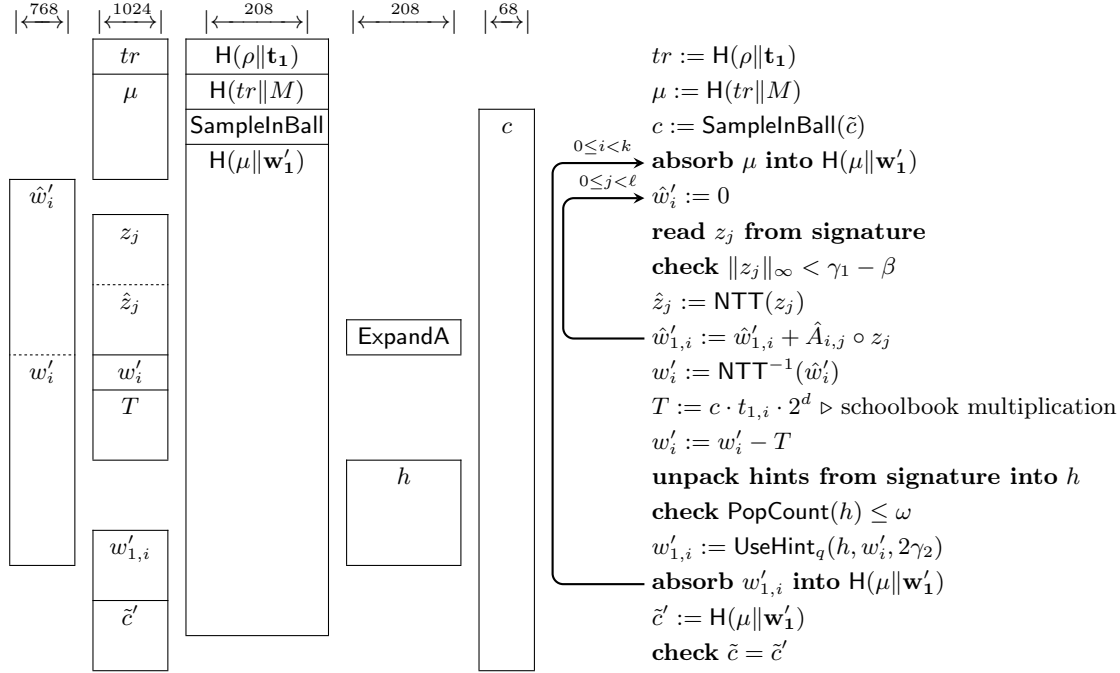 768 1024 208 208 68
tr H(ρ‖t₁) tr := H(ρ‖t₁)
μ H(tr‖M) μ := H(tr‖M)
SampleInBall c c := SampleInBall(c̃)
H(μ‖w′₁) 0≤i<k absorb μ into H(μ‖w′₁)
ŵ′ᵢ 0≤j<ℓ ŵ′ᵢ := 0
zⱼ read zⱼ from signature
check ‖zⱼ‖∞ < γ₁ − β
ẑⱼ ẑⱼ := NTT(zⱼ)
ExpandA ŵ′₁,ᵢ := ŵ′₁,ᵢ + Âᵢ,ⱼ ∘ zⱼ
w′ᵢ w′ᵢ w′ᵢ := NTT⁻¹(ŵ′ᵢ)
T T := c · t₁,ᵢ · 2ᵈ ▹ schoolbook multiplication
w′ᵢ := w′ᵢ − T
h unpack hints from signature into h
check PopCount(h) ≤ ω
w′₁,ᵢ w′₁,ᵢ := UseHint_q(h, w′ᵢ, 2γ₂)
absorb w′₁,ᵢ into H(μ‖w′₁)
c̃′ c̃′ := H(μ‖w′₁)
check c̃ = c̃′